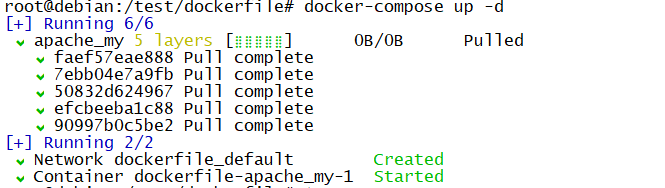 root@debian:/test/dockerfile# docker-compose up -d
[+] Running 6/6
✔ apache_my 5 layers [⣿⣿⣿⣿⣿] 0B/0B Pulled
✔ faef57eae888 Pull complete
✔ 7ebb04e7a9fb Pull complete
✔ 50832d624967 Pull complete
✔ efcbeeba1c88 Pull complete
✔ 90997b0c5be2 Pull complete
[+] Running 2/2
✔ Network dockerfile_default Created
✔ Container dockerfile-apache_my-1 Started